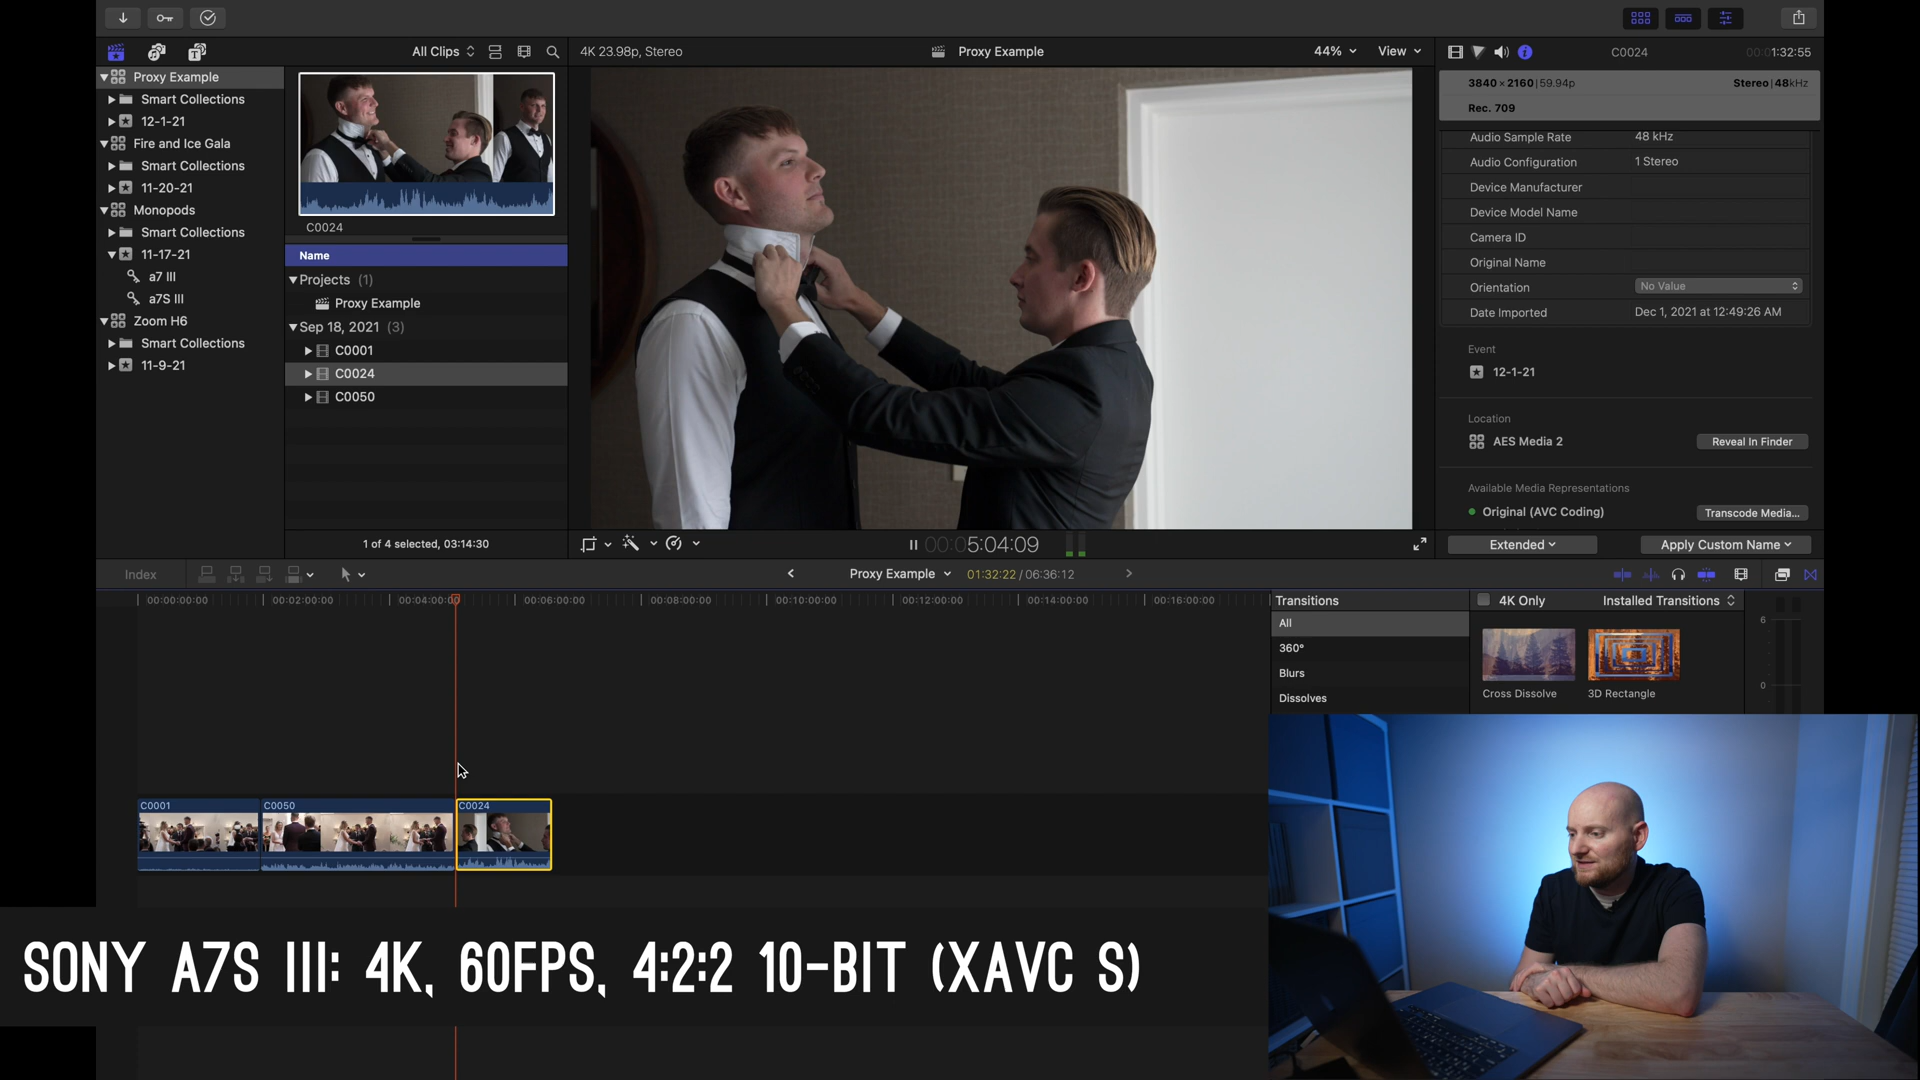 All Clips
4K 23.98p, Stereo
Proxy Example
44%
View
C0024
00:01:32:55
Proxy Example
Smart Collections
12-1-21
Fire and Ice Gala
Smart Collections
11-20-21
Monopods
Smart Collections
11-17-21
a7 III
a7S III
Zoom H6
Smart Collections
11-9-21
C0024
Name
Projects (1)
Proxy Example
Sep 18, 2021 (3)
C0001
C0024
C0050
1 of 4 selected, 03:14:30
00:05:04:09
3840 × 2160 | 59.94p
Stereo | 48kHz
Rec. 709
Audio Sample Rate 48 kHz
Audio Configuration 1 Stereo
Device Manufacturer
Device Model Name
Camera ID
Original Name
Orientation No Value
Date Imported Dec 1, 2021 at 12:49:26 AM
Event
12-1-21
Location
AES Media 2
Reveal In Finder
Available Media Representations
Original (AVC Coding)
Transcode Media...
Extended
Apply Custom Name
Index
Proxy Example
01:32:22 / 06:36:12
00:00:00:00
00:02:00:00
00:04:00:00
00:06:00:00
00:08:00:00
00:10:00:00
00:12:00:00
00:14:00:00
00:16:00:00
Transitions
4K Only
Installed Transitions
All
360°
Blurs
Dissolves
Cross Dissolve
3D Rectangle
6
0
C0001
C0050
C0024
SONY A7S III: 4K, 60FPS, 4:2:2 10-BIT (XAVC S)